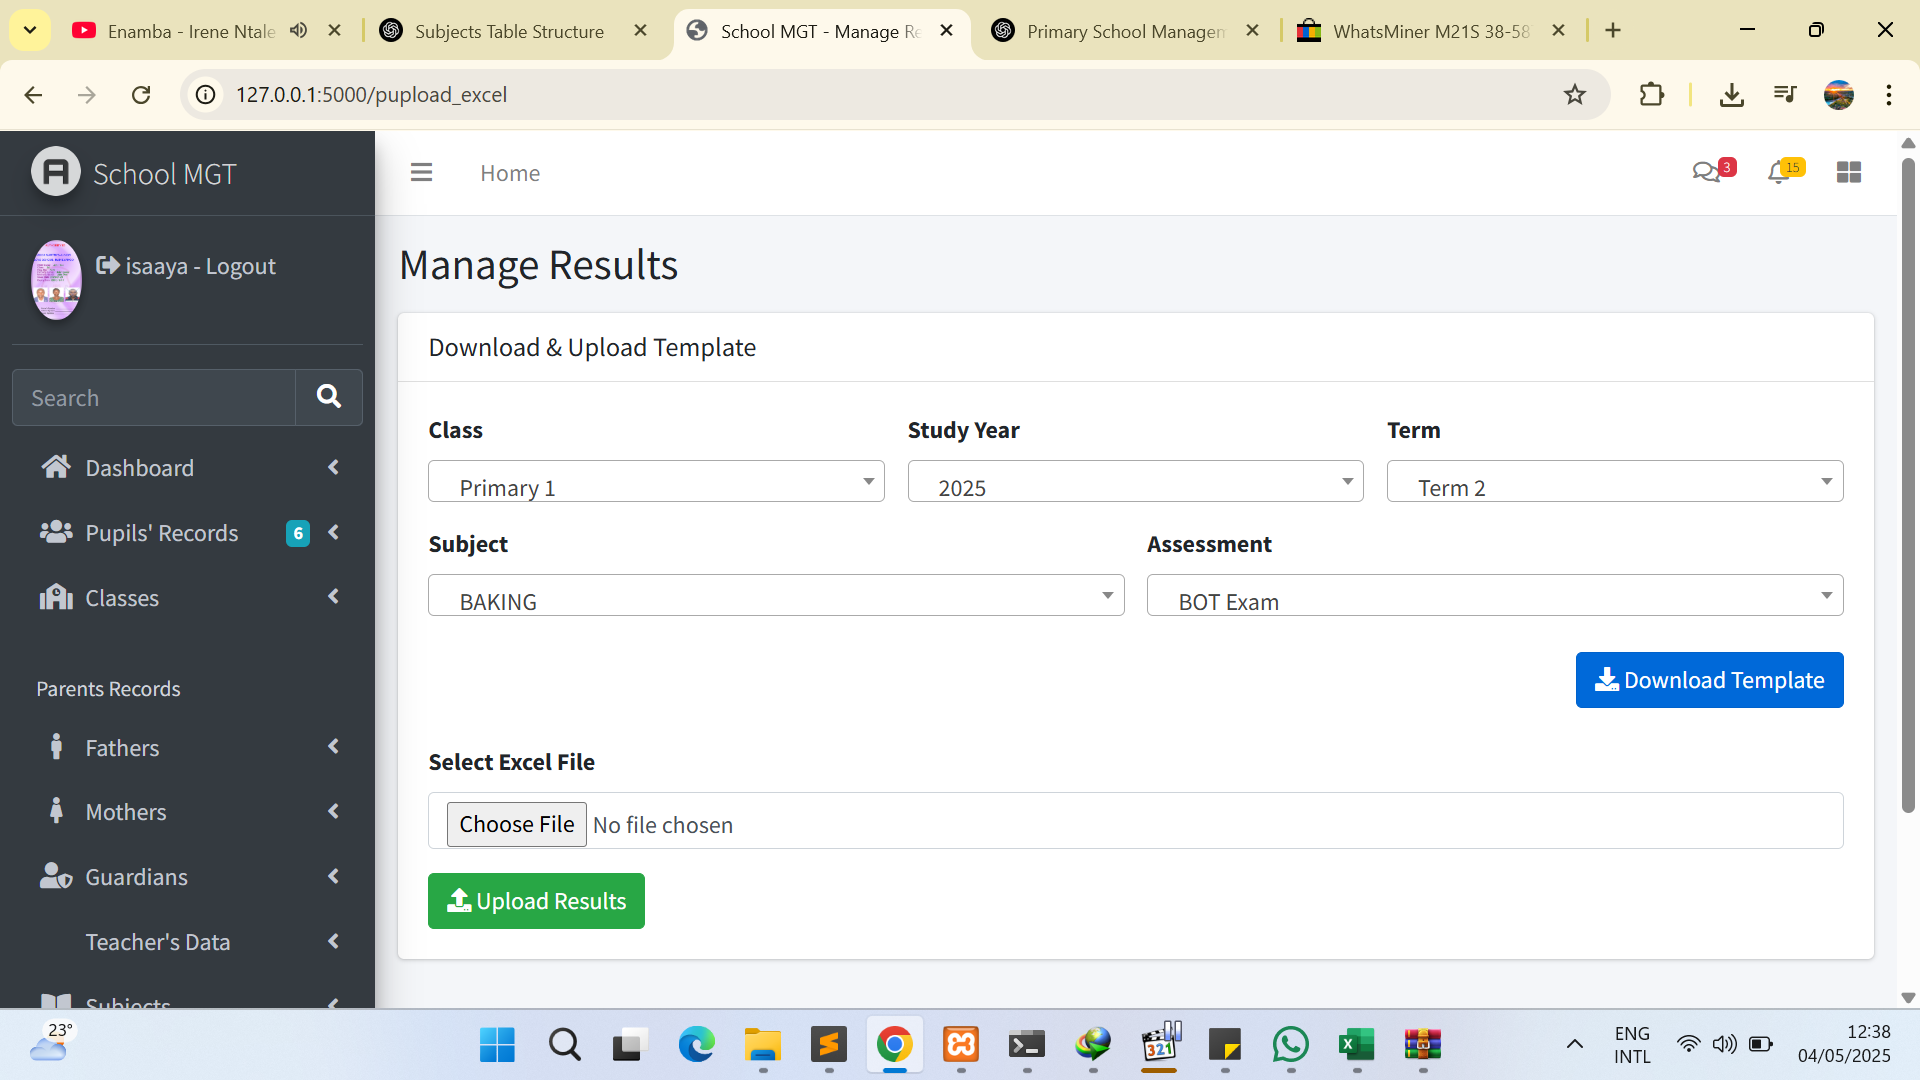 Enamba - Irene Ntale
Subjects Table Structure
School MGT - Manage Re
Primary School Managem
WhatsMiner M21S 38-58
127.0.0.1:5000/pupload_excel
School MGT
Home
3
15
isaaya - Logout
Manage Results
Download & Upload Template
Search
Class
Study Year
Term
Primary 1
2025
Term 2
Dashboard
Pupils' Records
6
Classes
Subject
Assessment
BAKING
BOT Exam
Download Template
Parents Records
Fathers
Mothers
Guardians
Teacher's Data
Subjects
Select Excel File
Choose File
No file chosen
Upload Results
23°
321
ENG
INTL
12:38
04/05/2025